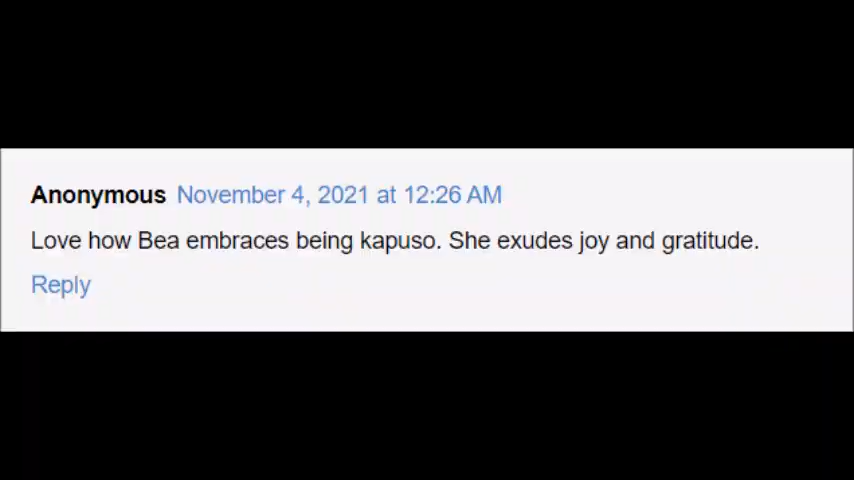 Anonymous November 4, 2021 at 12:26 AM
Love how Bea embraces being kapuso. She exudes joy and gratitude.
Reply